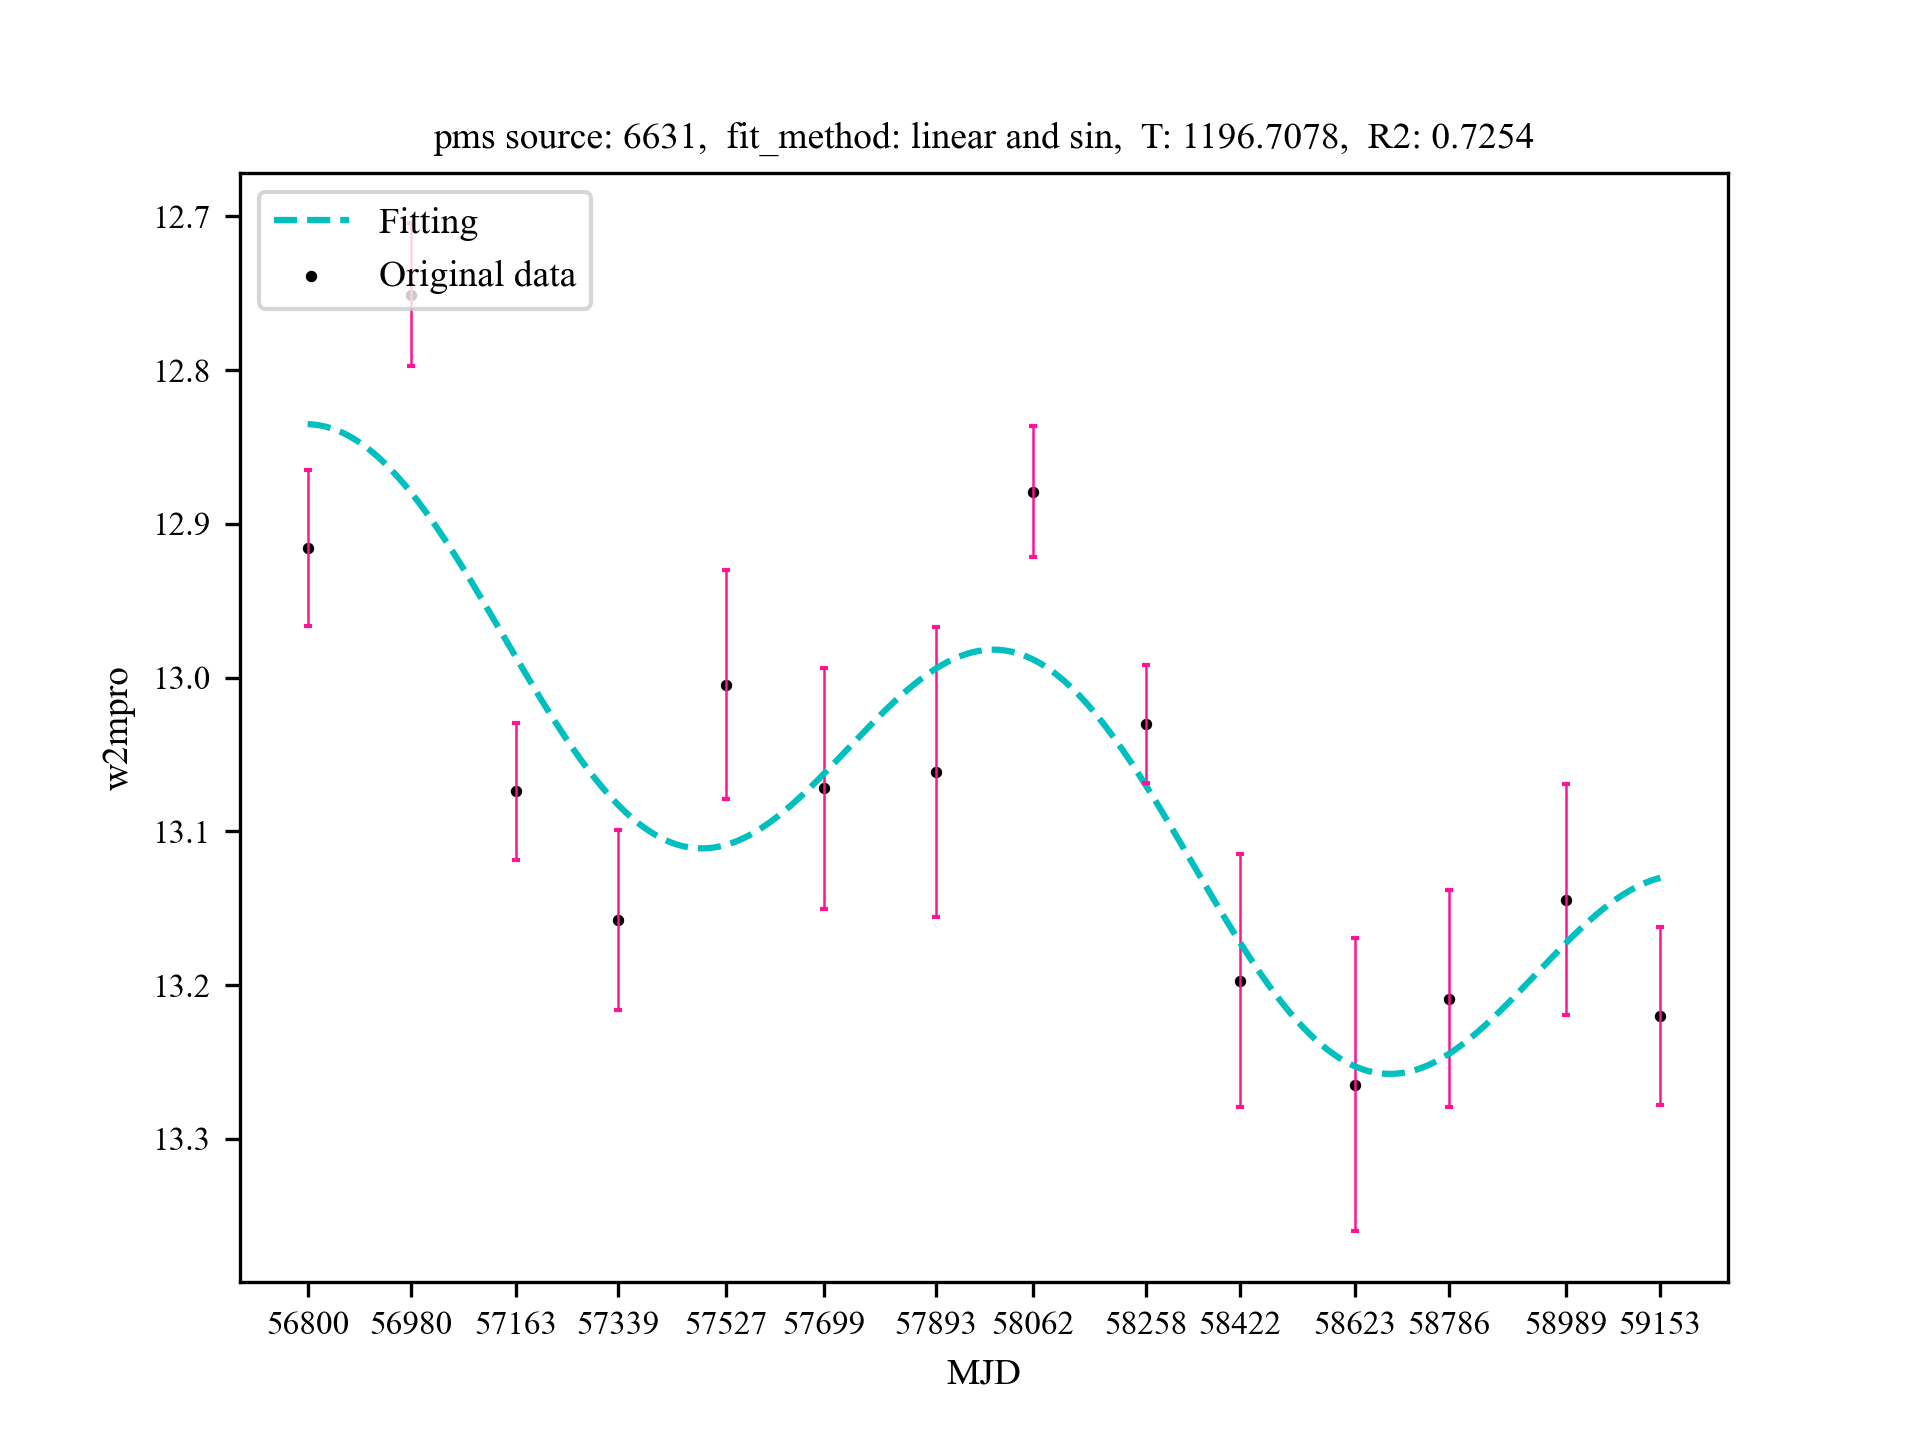 pms source: 6631, fit_method: linear and sin, T: 1196.7078, R2: 0.7254
Fitting
Original data
12.7
12.8
12.9
13.0
13.1
13.2
13.3
w2mpro
56800 56980 57163 57339 57527 57699 57893 58062 58258 58422 58623 58786 58989 59153
MJD